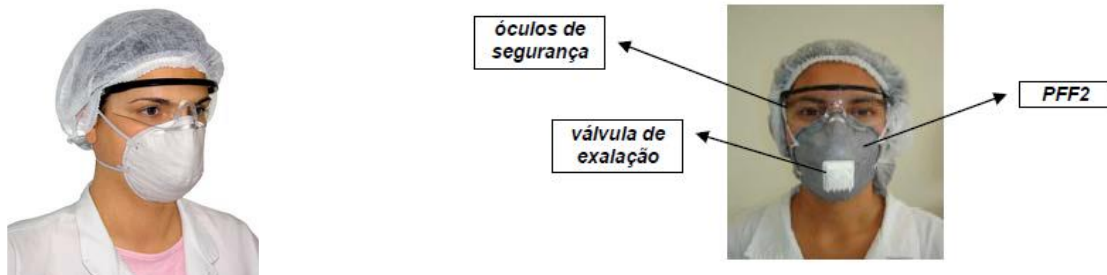 óculos de
segurança
PFF2
válvula de
exalação